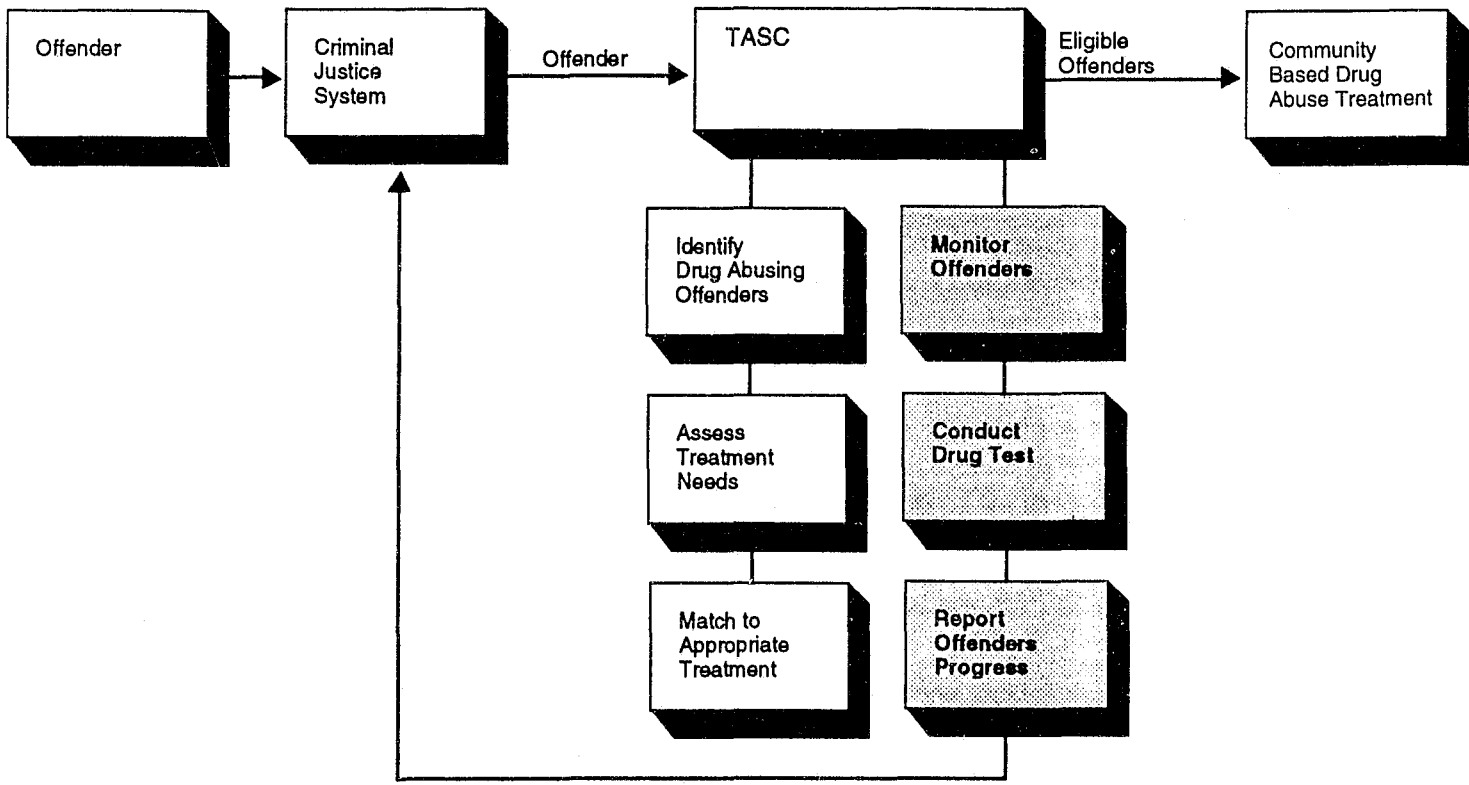 Offender
Criminal
Justice
System
Offender
TASC
Eligible
Offenders
Community
Based Drug
Abuse Treatment
Identify
Drug Abusing
Offenders
Assess
Treatment
Needs
Match to
Appropriate
Treatment
Monitor
Offenders
Conduct
Drug Test
Report
Offenders
Progress